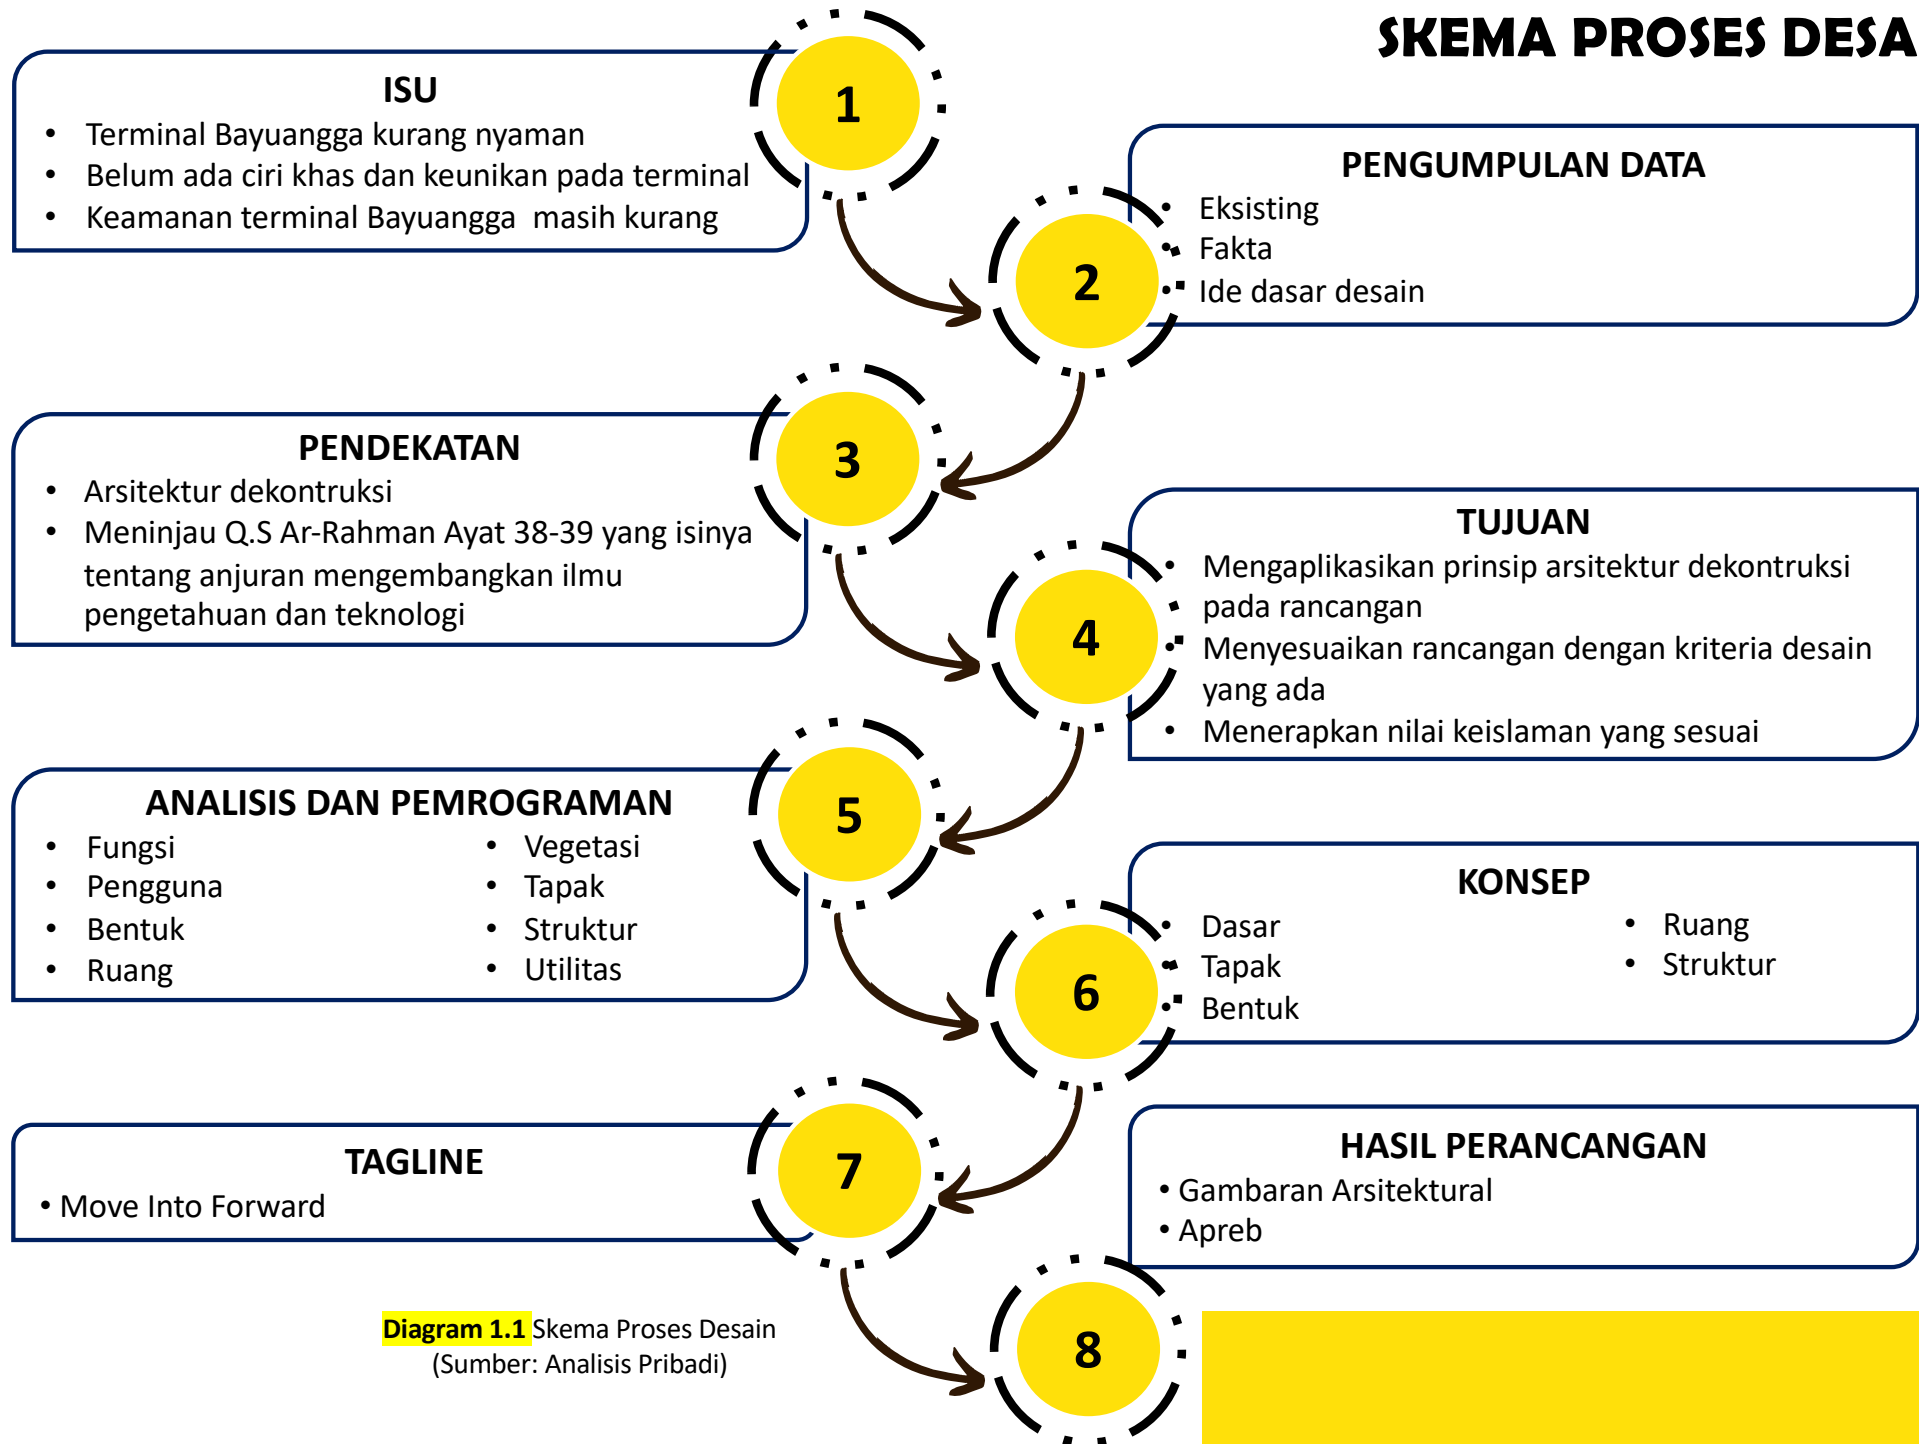 SKEMA PROSES DESA
1
ISU
• Terminal Bayuangga kurang nyaman
• Belum ada ciri khas dan keunikan pada terminal
• Keamanan terminal Bayuangga masih kurang
2
PENGUMPULAN DATA
• Eksisting
• Fakta
• Ide dasar desain
3
PENDEKATAN
• Arsitektur dekontruksi
• Meninjau Q.S Ar-Rahman Ayat 38-39 yang isinya
tentang anjuran mengembangkan ilmu
pengetahuan dan teknologi
4
TUJUAN
• Mengaplikasikan prinsip arsitektur dekontruksi
pada rancangan
• Menyesuaikan rancangan dengan kriteria desain
yang ada
• Menerapkan nilai keislaman yang sesuai
5
ANALISIS DAN PEMROGRAMAN
• Fungsi
• Pengguna
• Bentuk
• Ruang
• Vegetasi
• Tapak
• Struktur
• Utilitas
6
KONSEP
• Dasar
• Tapak
• Bentuk
• Ruang
• Struktur
7
TAGLINE
• Move Into Forward
8
HASIL PERANCANGAN
• Gambaran Arsitektural
• Apreb
Diagram 1.1 Skema Proses Desain
(Sumber: Analisis Pribadi)